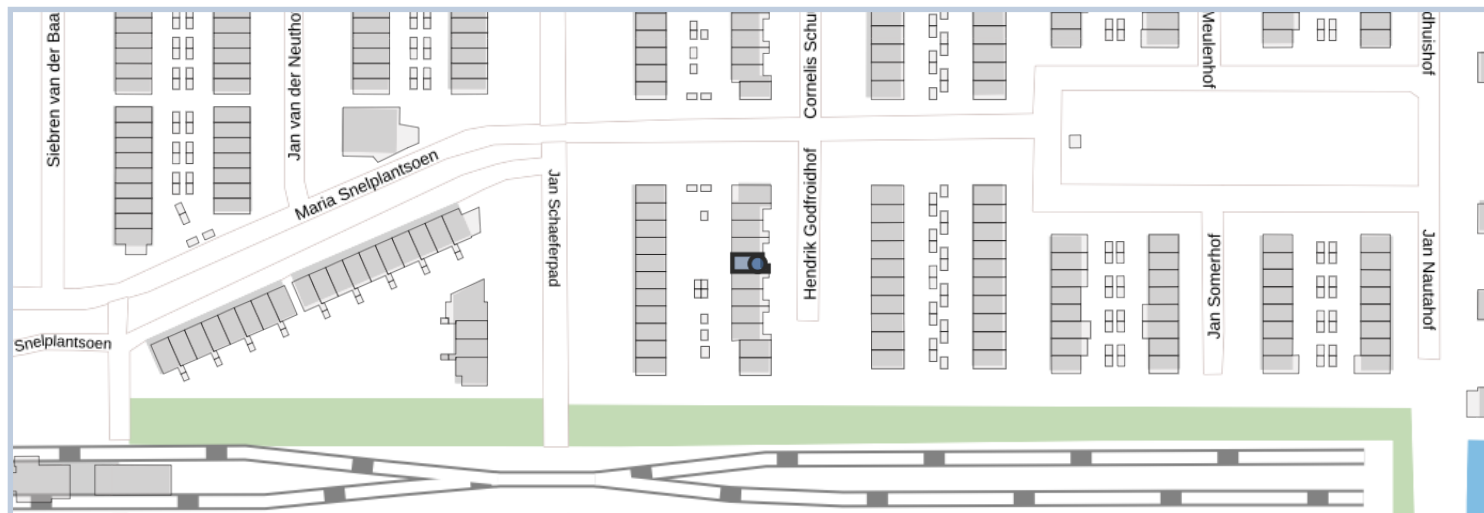 Siebren van der Baa
Jan van der Neutho
Cornelis Schu
Meulenhof
dhuishof
Maria Snelplantsoen
Jan Schaeferpad
Hendrik Godfroidhof
Jan Somerhof
Jan Nautahof
Snelplantsoen